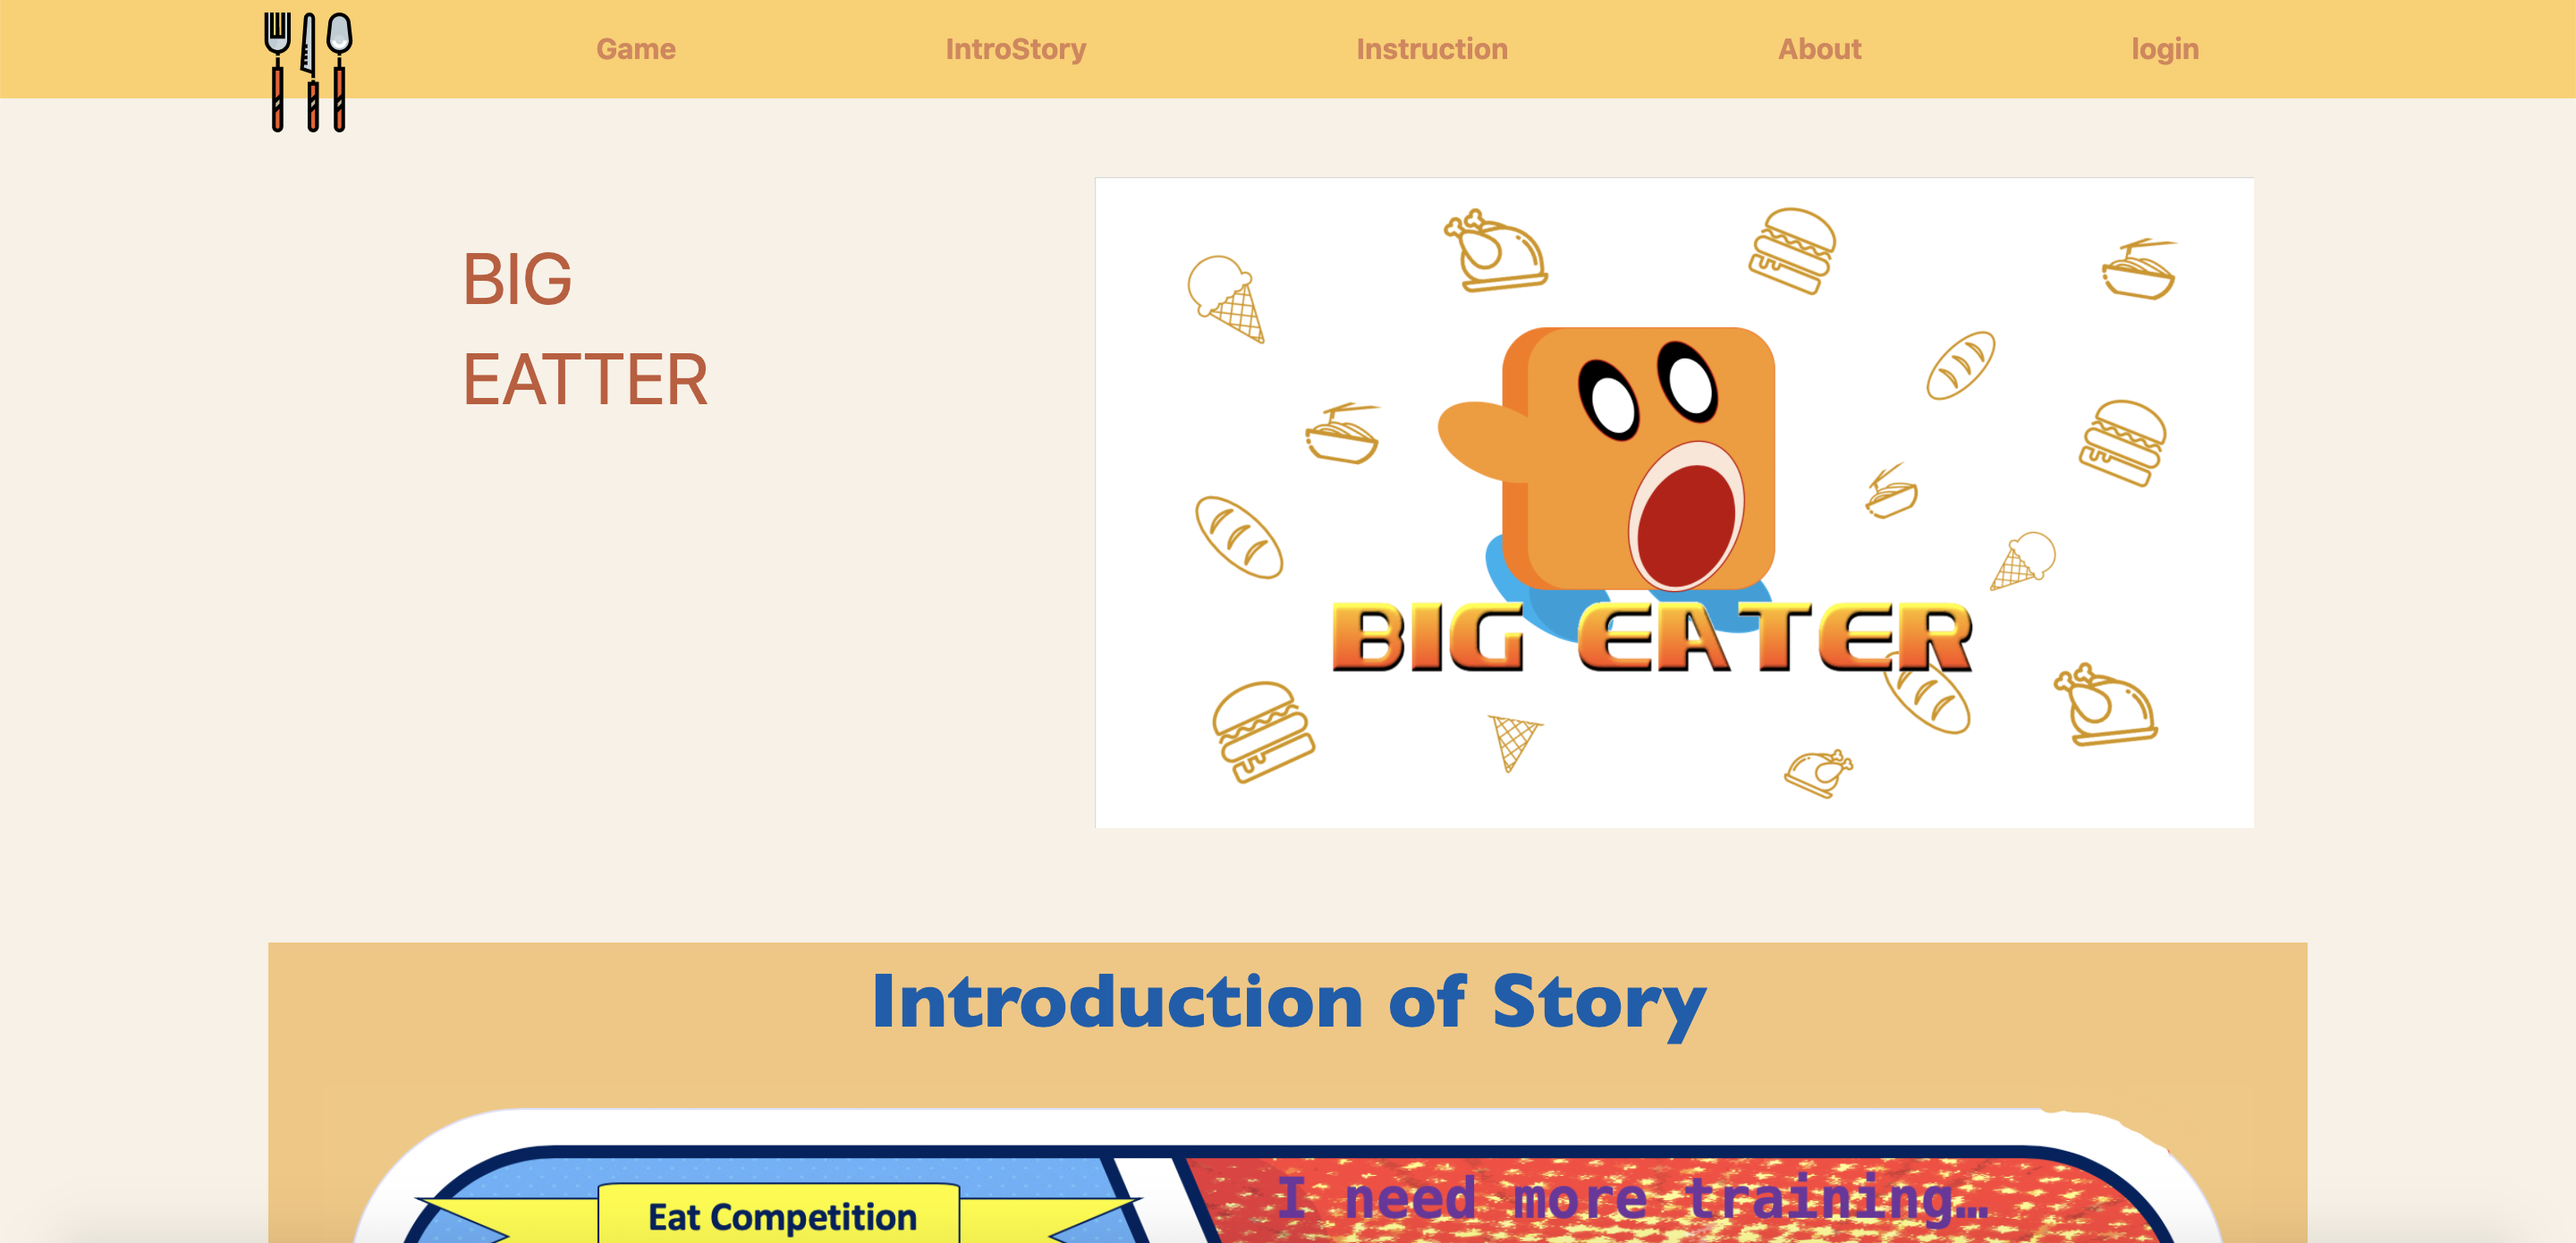 Game
IntroStory
Instruction
About
login
BIG
EATTER
BIG EATER
Introduction of Story
Eat Competition
I need more training…